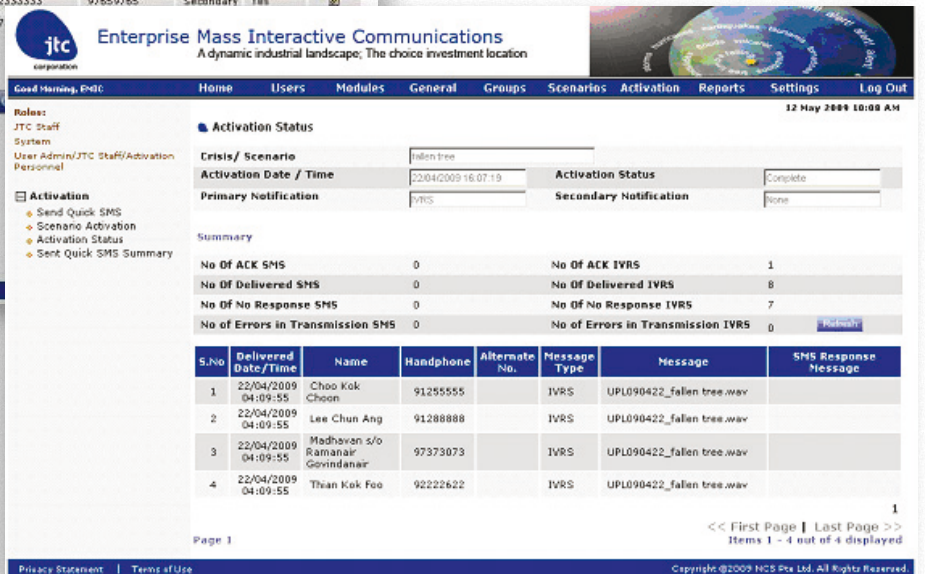 97659765 Secondary Yes
jtc
corporation
Enterprise Mass Interactive Communications
A dynamic industrial landscape; The choice investment location
Good Morning, EMIC
Home Users Modules General Groups Scenarios Activation Reports Settings Log Out
12 May 2009 10:08 AM
Roles:
JTC Staff
System
User Admin/JTC Staff/Activation
Personnel
Activation
Send Quick SMS
Scenario Activation
Activation Status
Sent Quick SMS Summary
Activation Status
Crisis/ Scenario fallen tree
Activation Date / Time 22/04/2009 16:07:19 Activation Status Complete
Primary Notification IVRS Secondary Notification None
Summary
No Of ACK SMS 0 No Of ACK IVRS 1
No Of Delivered SMS 0 No Of Delivered IVRS 8
No Of No Response SMS 0 No Of No Response IVRS 7
No of Errors in Transmission SMS 0 No of Errors in Transmission IVRS 0 Refresh
S.No Delivered Date/Time Name Handphone Alternate No. Message Type Message SMS Response Message
1 22/04/2009 04:09:55 Choo Kok Choon 91255555 IVRS UPL090422_fallen tree.wav
2 22/04/2009 04:09:55 Lee Chun Ang 91288888 IVRS UPL090422_fallen tree.wav
3 22/04/2009 04:09:55 Madhavan s/o Ramanair Govindanair 97373073 IVRS UPL090422_fallen tree.wav
4 22/04/2009 04:09:55 Thian Kok Foo 92222622 IVRS UPL090422_fallen tree.wav
1
<< First Page | Last Page >>
Page 1
Items 1 - 4 out of 4 displayed
Privacy Statement | Terms of Use
Copyright @2009 NCS Pte Ltd. All Rights Reserved.